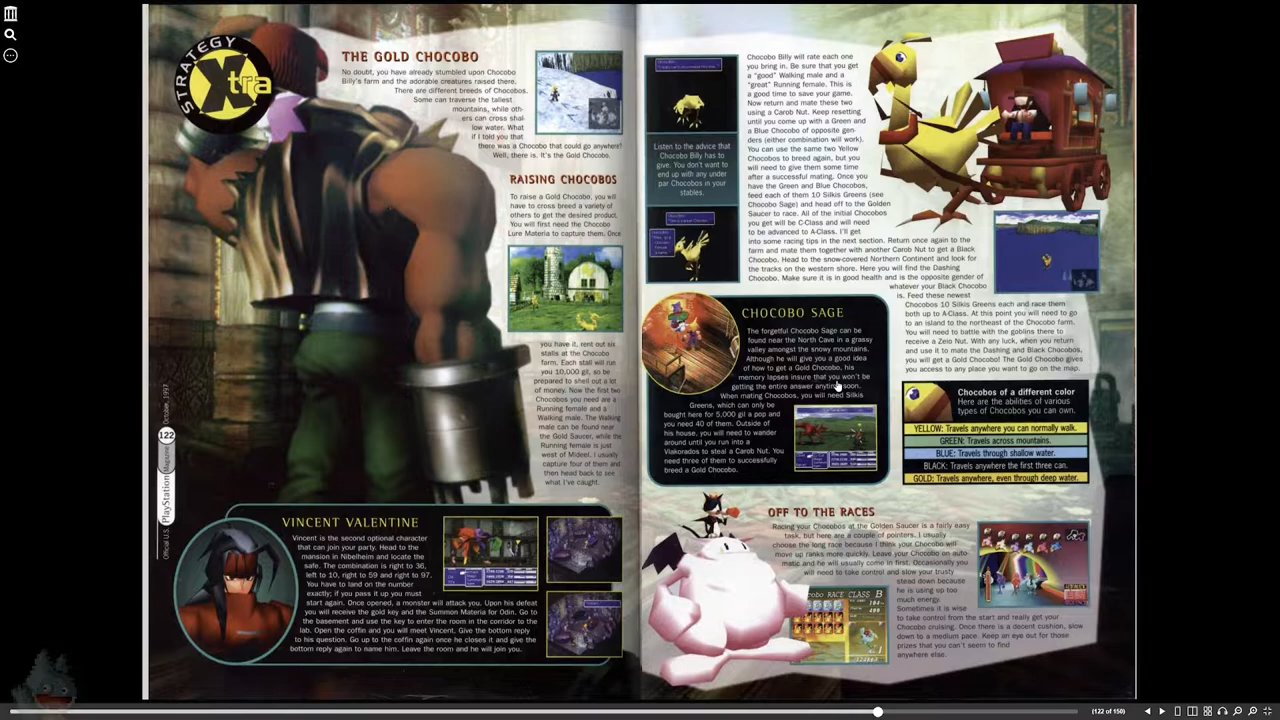 STRATEGY
Xtra
THE GOLD CHOCOBO
No doubt, you have already stumbled upon Chocobo
Billy's farm and the adorable creatures raised there.
There are different breeds of Chocobos.
Some can traverse the tallest
mountains, while oth-
ers can cross shal-
low water. What
if I told you that
there was a Chocobo that could go anywhere?
Well, there is. It's the Gold Chocobo.
RAISING CHOCOBOS
To raise a Gold Chocobo, you will
have to cross breed a variety of
others to get the desired product.
You will first need the Chocobo
Lure Materia to capture them. Once
you have it, rent out six
stalls at the Chocobo
farm. Each stall will run
you 10,000 gil, so be
prepared to shell out a lot
of money. Now the first two
Chocobos you need are a
Running female and a
Walking male. The Walking
male can be found near
the Gold Saucer, while the
Running female is just
west of Mideel. I usually
capture four of them and
then head back to see
what I've caught.
October, 1997
122
Official U.S. PlayStation Magazine
VINCENT VALENTINE
Vincent is the second optional character
that can join your party. Head to the
mansion in Nibelheim and locate the
safe. The combination is right to 36,
left to 10, right to 59 and right to 97.
You have to land on the number
exactly; if you pass it up you must
start again. Once opened, a monster will attack you. Upon his defeat
you will receive the gold key and the Summon Materia for Odin. Go to
the basement and use the key to enter the room in the corridor to the
lab. Open the coffin and you will meet Vincent. Give the bottom reply
to his question. Go up to the coffin again once he closes it and give the
bottom reply again to name him. Leave the room and he will join you.
Listen to the advice that
Chocobo Billy has to
give. You don't want to
end up with any under
par Chocobos in your
stables.
Chocobo Billy will rate each one
you bring in. Be sure that you get
a "good" Walking male and a
"great" Running female. This is
a good time to save your game.
Now return and mate these two
using a Carob Nut. Keep resetting
until you come up with a Green and
a Blue Chocobo of opposite gen-
ders (either combination will work).
You can use the same two Yellow
Chocobos to breed again, but you
will need to give them some time
after a successful mating. Once you
have the Green and Blue Chocobos,
feed each of them 10 Silkis Greens (see
Chocobo Sage) and head off to the Golden
Saucer to race. All of the initial Chocobos
you get will be C-Class and will need
to be advanced to A-Class. I'll get
into some racing tips in the next section. Return once again to the
farm and mate them together with another Carob Nut to get a Black
Chocobo. Head to the snow-covered Northern Continent and look for
the tracks on the western shore. Here you will find the Dashing
Chocobo. Make sure it is in good health and is the opposite gender of
whatever your Black Chocobo
is. Feed these newest
Chocobos 10 Silkis Greens each and race them
both up to A-Class. At this point you will need to go
to an island to the northeast of the Chocobo farm.
You will need to battle with the goblins there to
receive a Zeio Nut. With any luck, when you return
and use it to mate the Dashing and Black Chocobos,
you will get a Gold Chocobo! The Gold Chocobo gives
you access to any place you want to go on the map.
CHOCOBO SAGE
The forgetful Chocobo Sage can be
found near the North Cave in a grassy
valley amongst the snowy mountains.
Although he will give you a good idea
of how to get a Gold Chocobo, his
memory lapses insure that you won't be
getting the entire answer anytime soon.
When mating Chocobos, you will need Silkis
Greens, which can only be
bought here for 5,000 gil a pop and
you need 40 of them. Outside of
his house, you will need to wander
around until you run into a
Vlakorados to steal a Carob Nut. You
need three of them to successfully
breed a Gold Chocobo.
Chocobos of a different color
Here are the abilities of various
types of Chocobos you can own.
YELLOW: Travels anywhere you can normally walk.
GREEN: Travels across mountains.
BLUE: Travels through shallow water.
BLACK: Travels anywhere the first three can.
GOLD: Travels anywhere, even through deep water.
OFF TO THE RACES
Racing your Chocobos at the Golden Saucer is a fairly easy
task, but here are a couple of pointers. I usually
choose the long race because I think your Chocobo will
move up ranks more quickly. Leave your Chocobo on auto-
matic and he will usually come in first. Occasionally you
will need to take control and slow your trusty
stead down because
he is using up too
much energy.
Sometimes it is wise
to take control from the start and really get your
Chocobo cruising. Once there is a decent cushion, slow
down to a medium pace. Keep an eye out for those
prizes that you can't seem to find
anywhere else.
RACE CLASS B
(122 of 150)